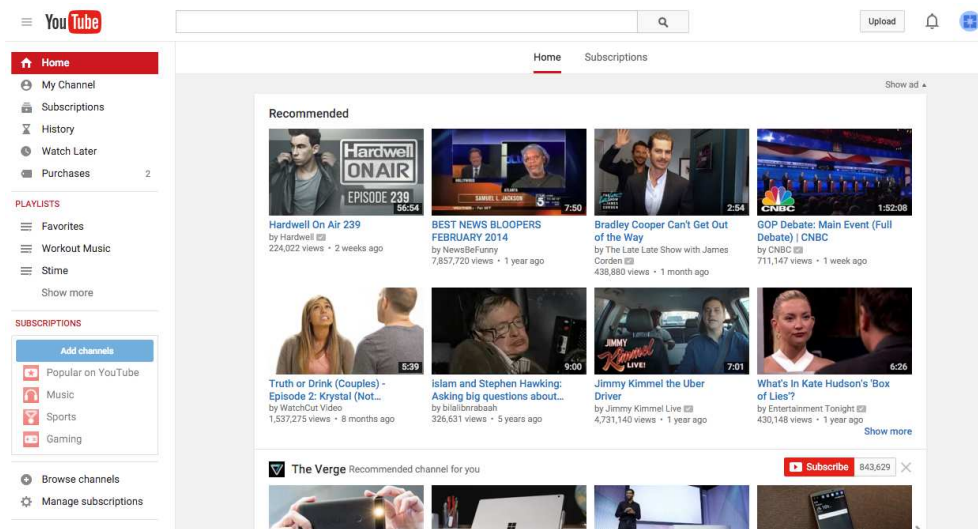 YouTube
Upload
Home
My Channel
Subscriptions
History
Watch Later
Purchases 2
PLAYLISTS
Favorites
Workout Music
Stime
Show more
SUBSCRIPTIONS
Add channels
Popular on YouTube
Music
Sports
Gaming
Browse channels
Manage subscriptions
Home Subscriptions
Show ad
Recommended
Hardwell
ON AIR
EPISODE 239
56:54
Hardwell On Air 239
by Hardwell
224,022 views • 2 weeks ago
SAMUEL L. JACKSON
5
7:50
BEST NEWS BLOOPERS
FEBRUARY 2014
by NewsBeFunny
7,857,720 views • 1 year ago
2:54
Bradley Cooper Can't Get Out
of the Way
by The Late Late Show with James
Corden
438,880 views • 1 month ago
CNBC
1:52:08
GOP Debate: Main Event (Full
Debate) | CNBC
by CNBC
711,147 views • 1 week ago
5:39
Truth or Drink (Couples) -
Episode 2: Krystal (Not...
by WatchCut Video
1,537,275 views • 8 months ago
9:00
islam and Stephen Hawking:
Asking big questions about...
by bilalibnrabaah
326,631 views • 5 years ago
JIMMY
Kimmel
LIVE!
7:01
Jimmy Kimmel the Uber
Driver
by Jimmy Kimmel Live
4,731,140 views • 1 year ago
6:26
What's In Kate Hudson's 'Box
of Lies'?
by Entertainment Tonight
430,148 views • 1 year ago
Show more
The Verge Recommended channel for you
Subscribe 843,629